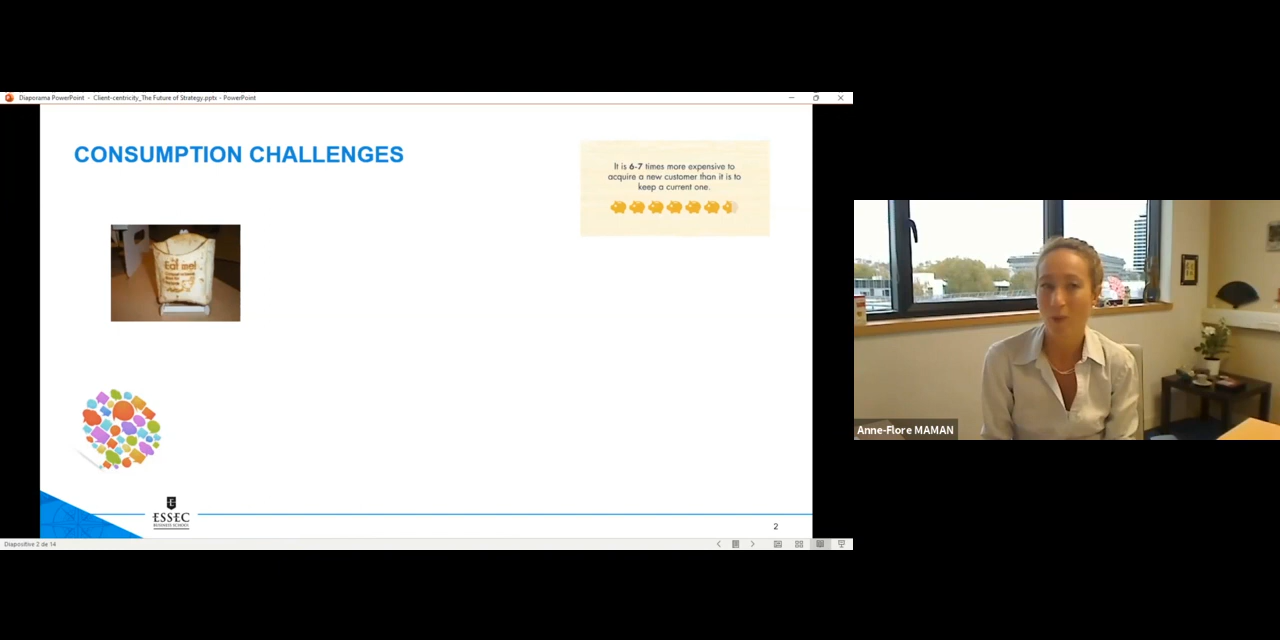 Diaporama PowerPoint - Client-centricity_The Future of Strategy.pptx - PowerPoint
CONSUMPTION CHALLENGES
It is 6-7 times more expensive to
acquire a new customer than it is to
keep a current one.
Eat me!
ESSEC
BUSINESS SCHOOL
2
Diapositive 2 de 14
Anne-Flore MAMAN